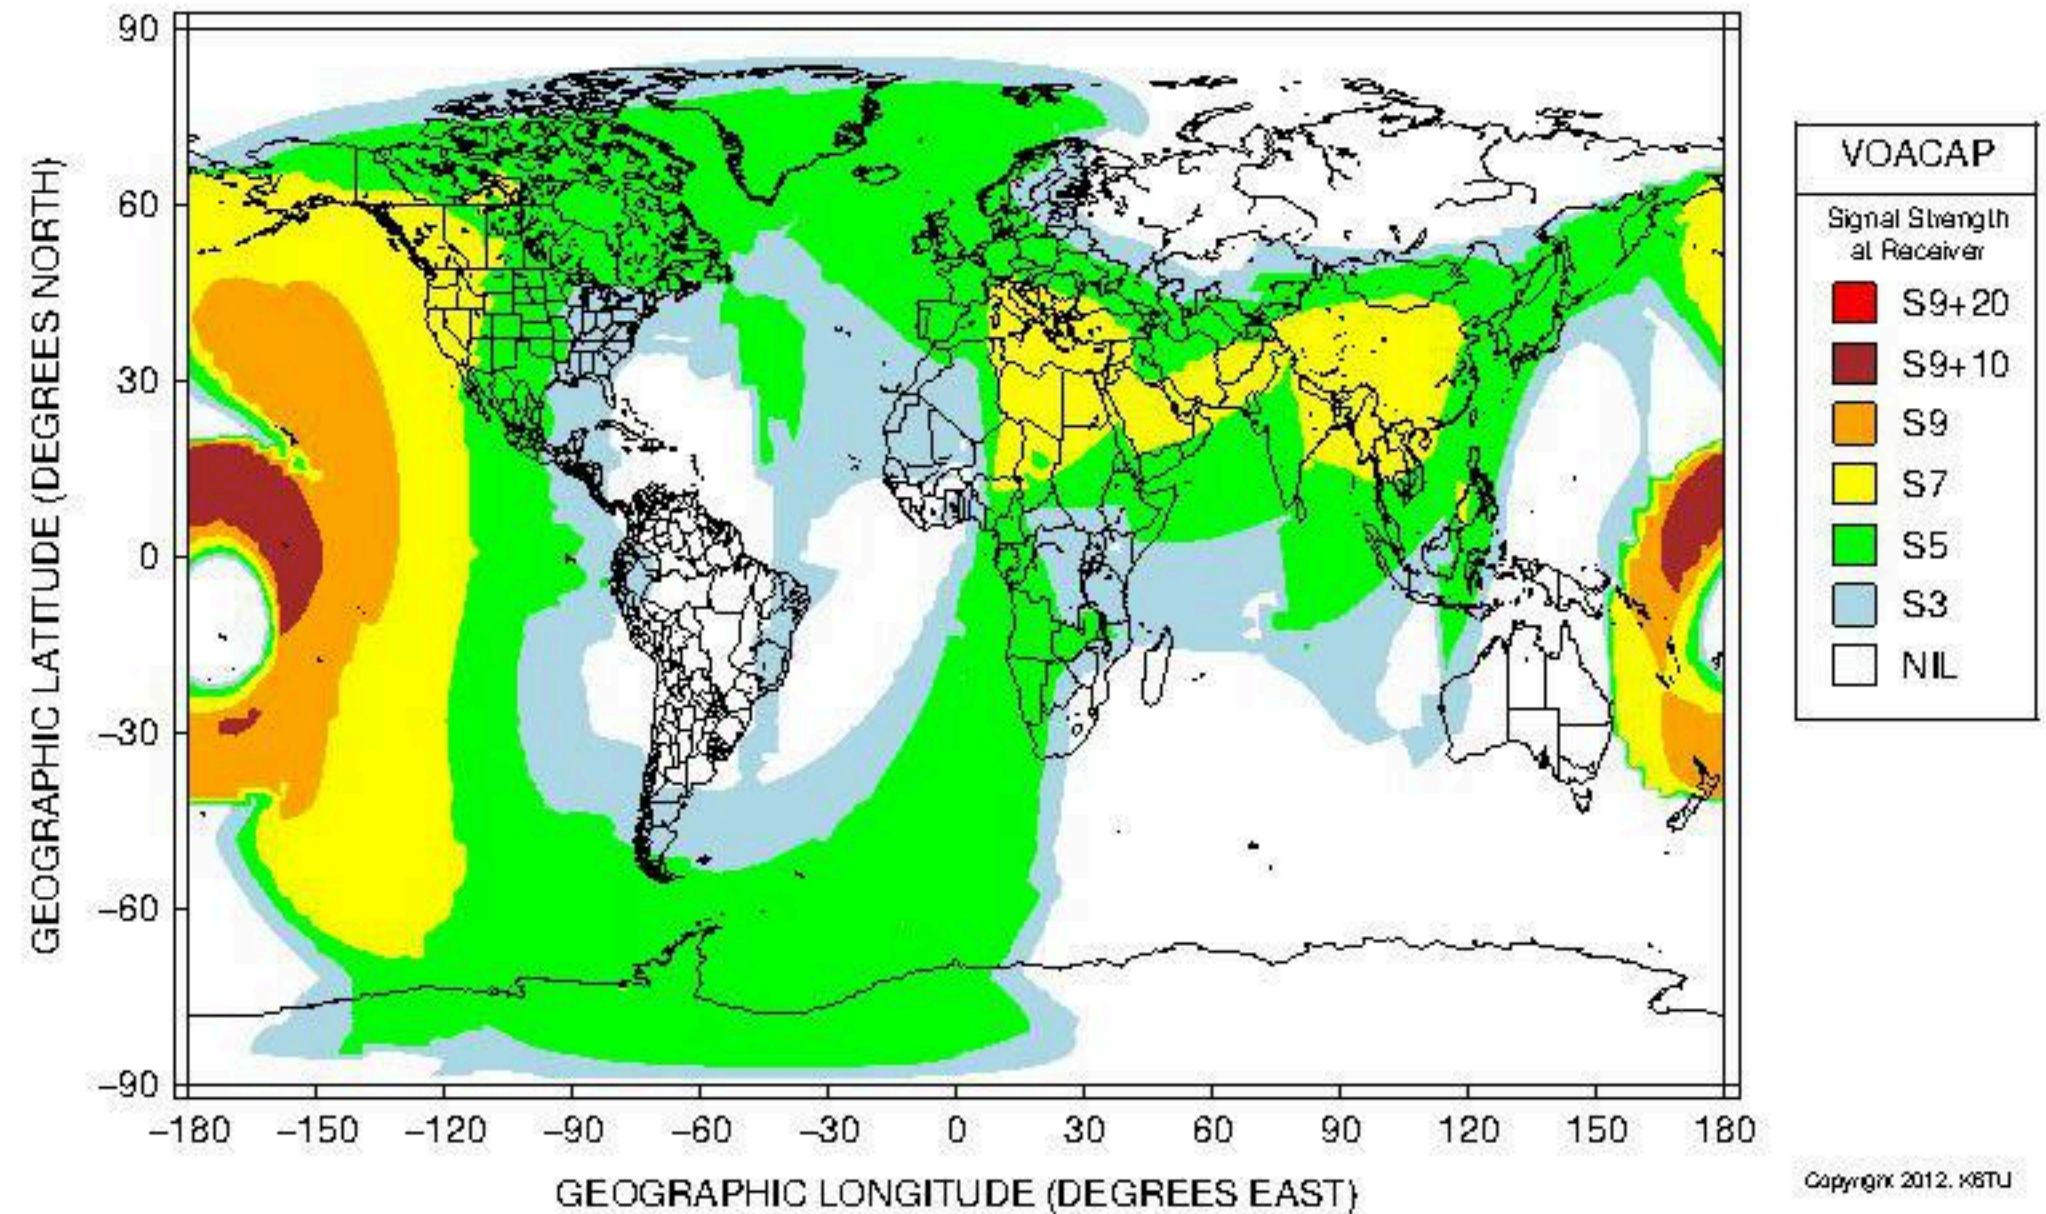 GEOGRAPHIC LATITUDE (DEGREES NORTH)
90
60
30
0
−30
−60
−90
−180 −150 −120 −90 −60 −30 0 30 60 90 120 150 180
GEOGRAPHIC LONGITUDE (DEGREES EAST)
VOACAP
Signal Strength
at Receiver
S9+20
S9+10
S9
S7
S5
S3
NIL
Copyright 2012. K6TU